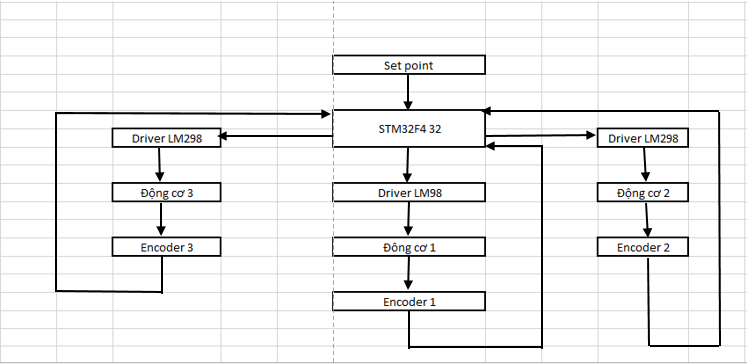 Set point
STM32F4 32
Driver LM298
Driver LM298
Động cơ 3
Driver LM98
Động cơ 2
Encoder 3
Đông cơ 1
Encoder 2
Encoder 1